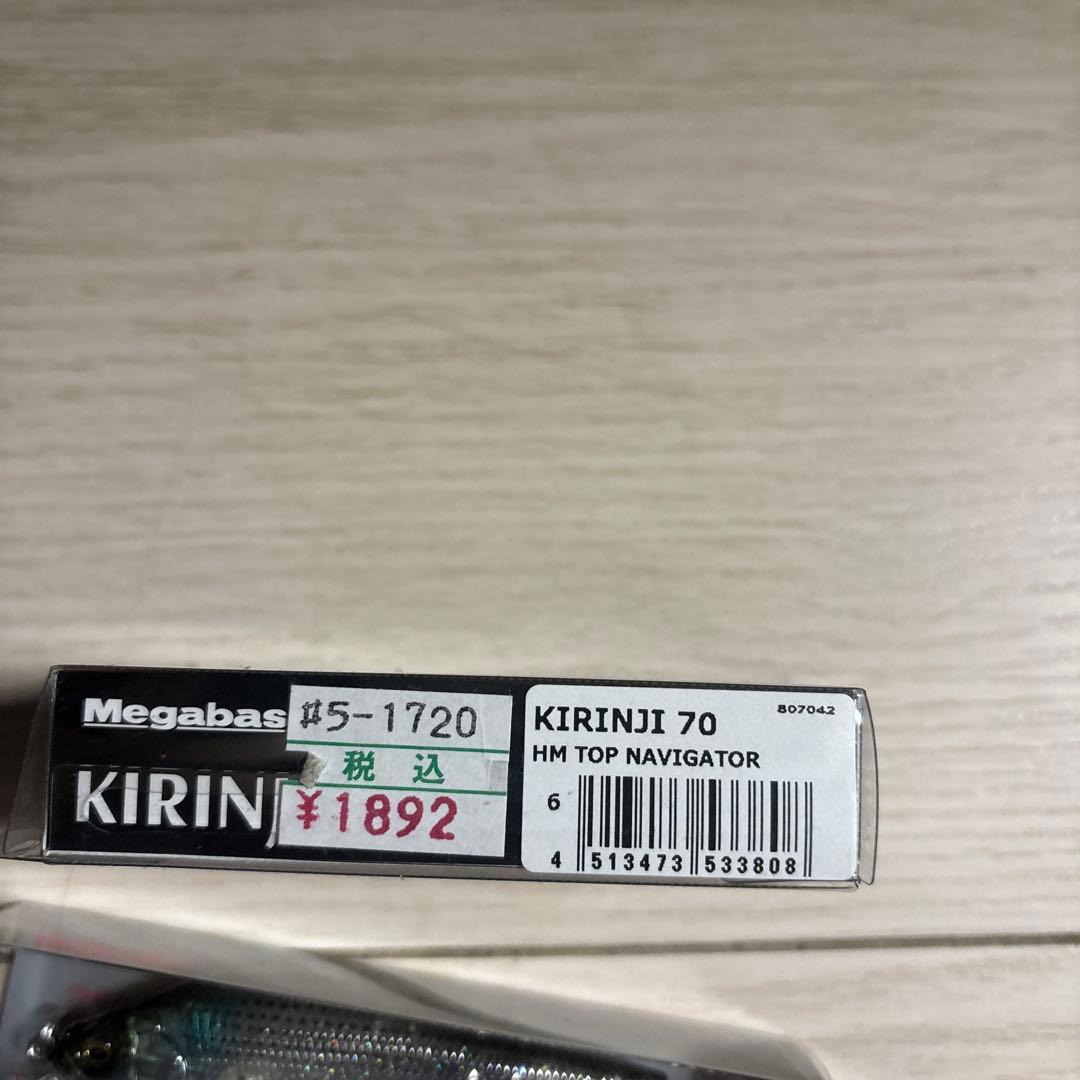 Megabas
KIRIN
#5-1720
税込
¥1892
KIRINJI 70
807042
HM TOP NAVIGATOR
6
4 513473 533808